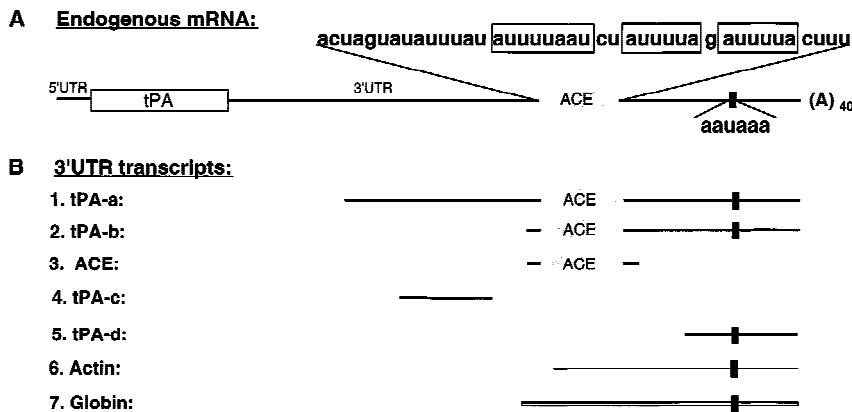 A Endogenous mRNA:
acuaguauauuuau auuuuaau cu auuuua g auuuua cuuu
5'UTR tPA 3'UTR ACE (A) 40
aauaaa
B 3'UTR transcripts:
1. tPA-a: ACE
2. tPA-b: ACE
3. ACE: ACE
4. tPA-c:
5. tPA-d:
6. Actin:
7. Globin: